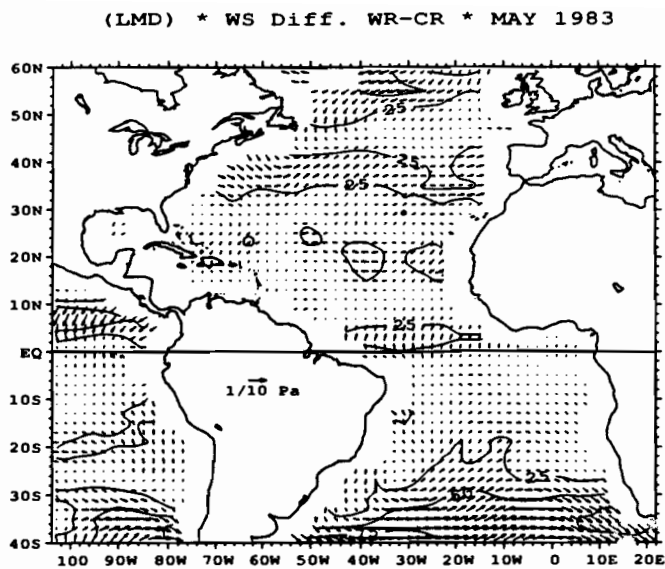 (LMD) * WS Diff. WR-CR * MAY 1983
60N
50N
40N
30N
20N
10N
EQ
10S
20S
30S
40S
25
25
25
25
1/10 Pa
25
50
100 90W 80W 70W 60W 50W 40W 30W 20W 10W 0 10E 20E